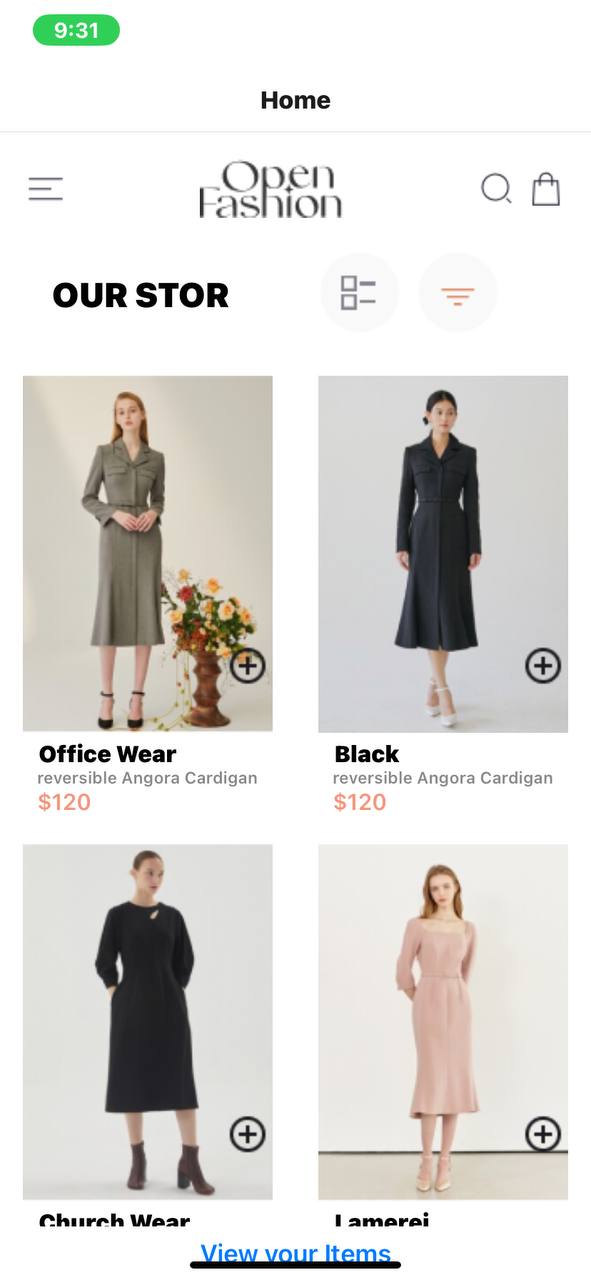 9:31
Home
Open
Fashion
OUR STOR
Office Wear
reversible Angora Cardigan
$120
Black
reversible Angora Cardigan
$120
Church Wear
Lamerei
View your Items